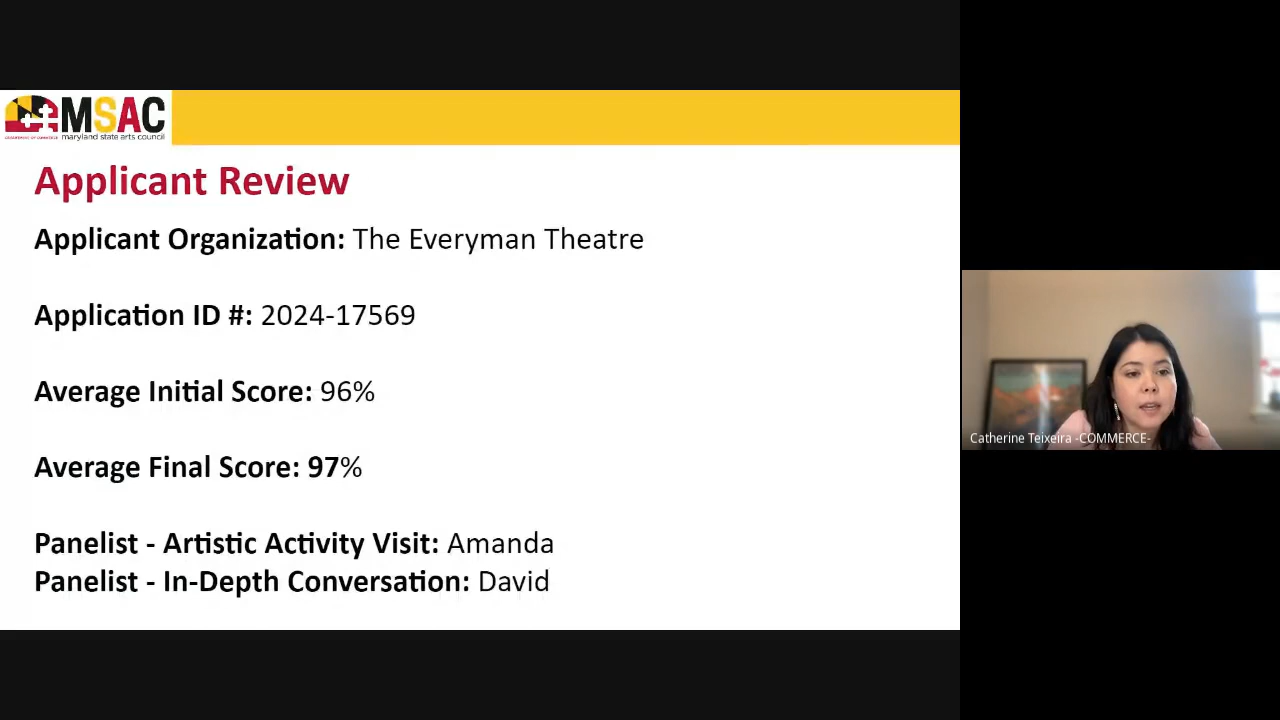 MSAC
maryland state arts council
Applicant Review
Applicant Organization: The Everyman Theatre
Application ID #: 2024-17569
Average Initial Score: 96%
Average Final Score: 97%
Panelist - Artistic Activity Visit: Amanda
Panelist - In-Depth Conversation: David
Catherine Teixeira -COMMERCE-